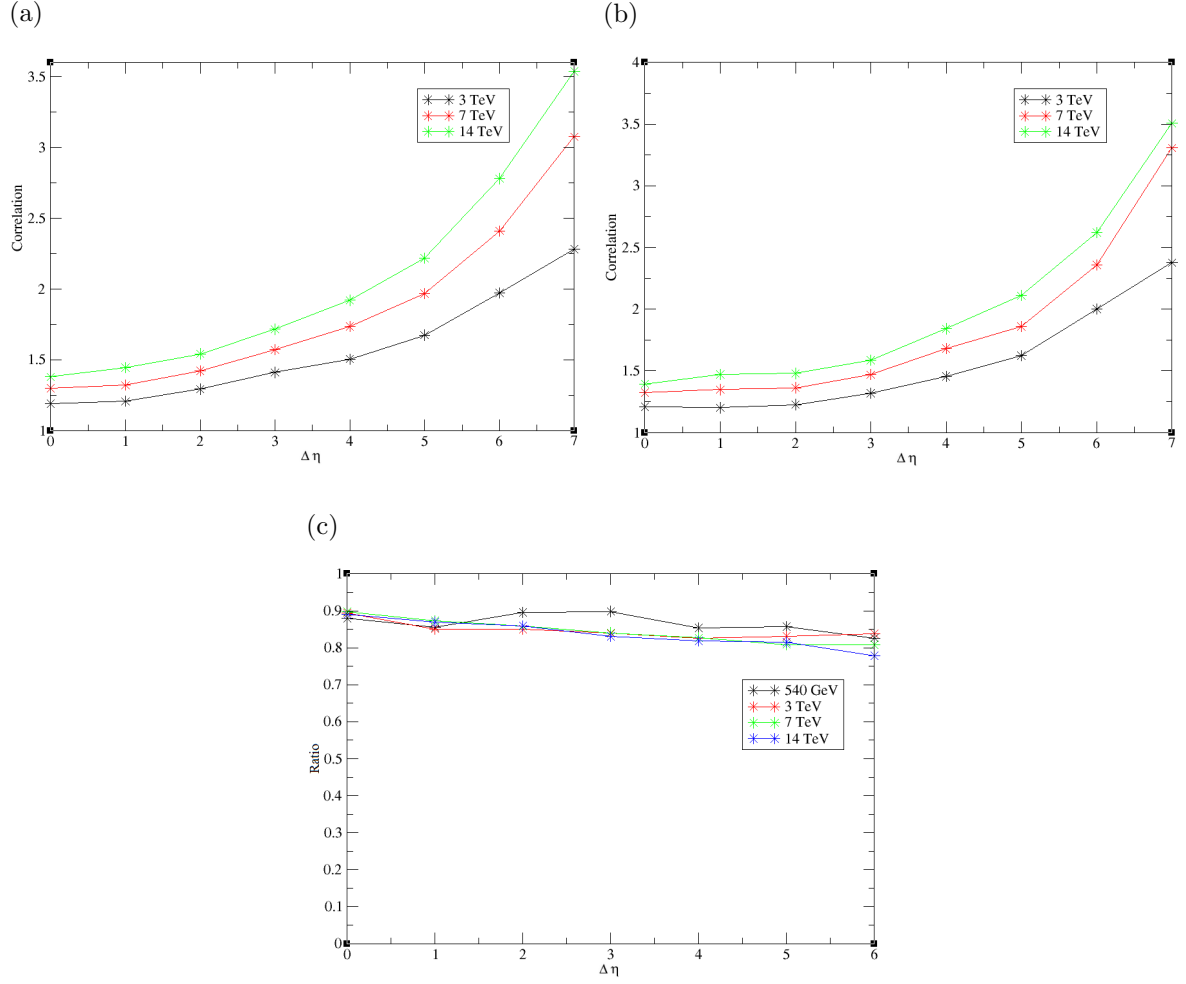 (a)
3.5
3
2.5
2
1.5
1
Correlation
0 1 2 3 4 5 6 7
Δ η
3 TeV
7 TeV
14 TeV
(b)
4
3.5
3
2.5
2
1.5
1
Correlation
0 1 2 3 4 5 6 7
Δ η
3 TeV
7 TeV
14 TeV
(c)
1
0.9
0.8
0.7
0.6
0.5
0.4
0.3
0.2
0.1
0
Ratio
0 1 2 3 4 5 6
Δ η
540 GeV
3 TeV
7 TeV
14 TeV